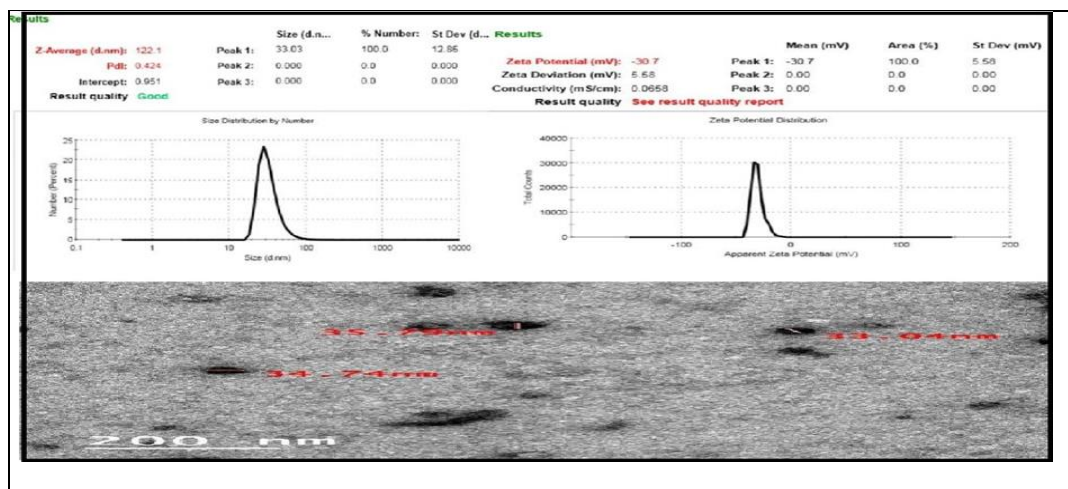 Results
Size (d.n... % Number: St Dev (d...
Z-Average (d.nm): 122.1 Peak 1: 33.03 100.0 12.86
PdI: 0.424 Peak 2: 0.000 0.0 0.000
Intercept: 0.951 Peak 3: 0.000 0.0 0.000
Result quality Good
Results
Mean (mV) Area (%) St Dev (mV)
Zeta Potential (mV): -30.7 Peak 1: -30.7 100.0 5.58
Zeta Deviation (mV): 5.58 Peak 2: 0.00 0.0 0.00
Conductivity (mS/cm): 0.0658 Peak 3: 0.00 0.0 0.00
Result quality See result quality report
Size Distribution by Number
Number (Percent)
25
20
15
10
5
0
0.1 1 10 100 1000 10000
Size (d.nm)
Zeta Potential Distribution
Total Counts
40000
30000
20000
10000
0
-100 0 100 200
Apparent Zeta Potential (mV)
35.79nm
33.04nm
34.74nm
200 nm